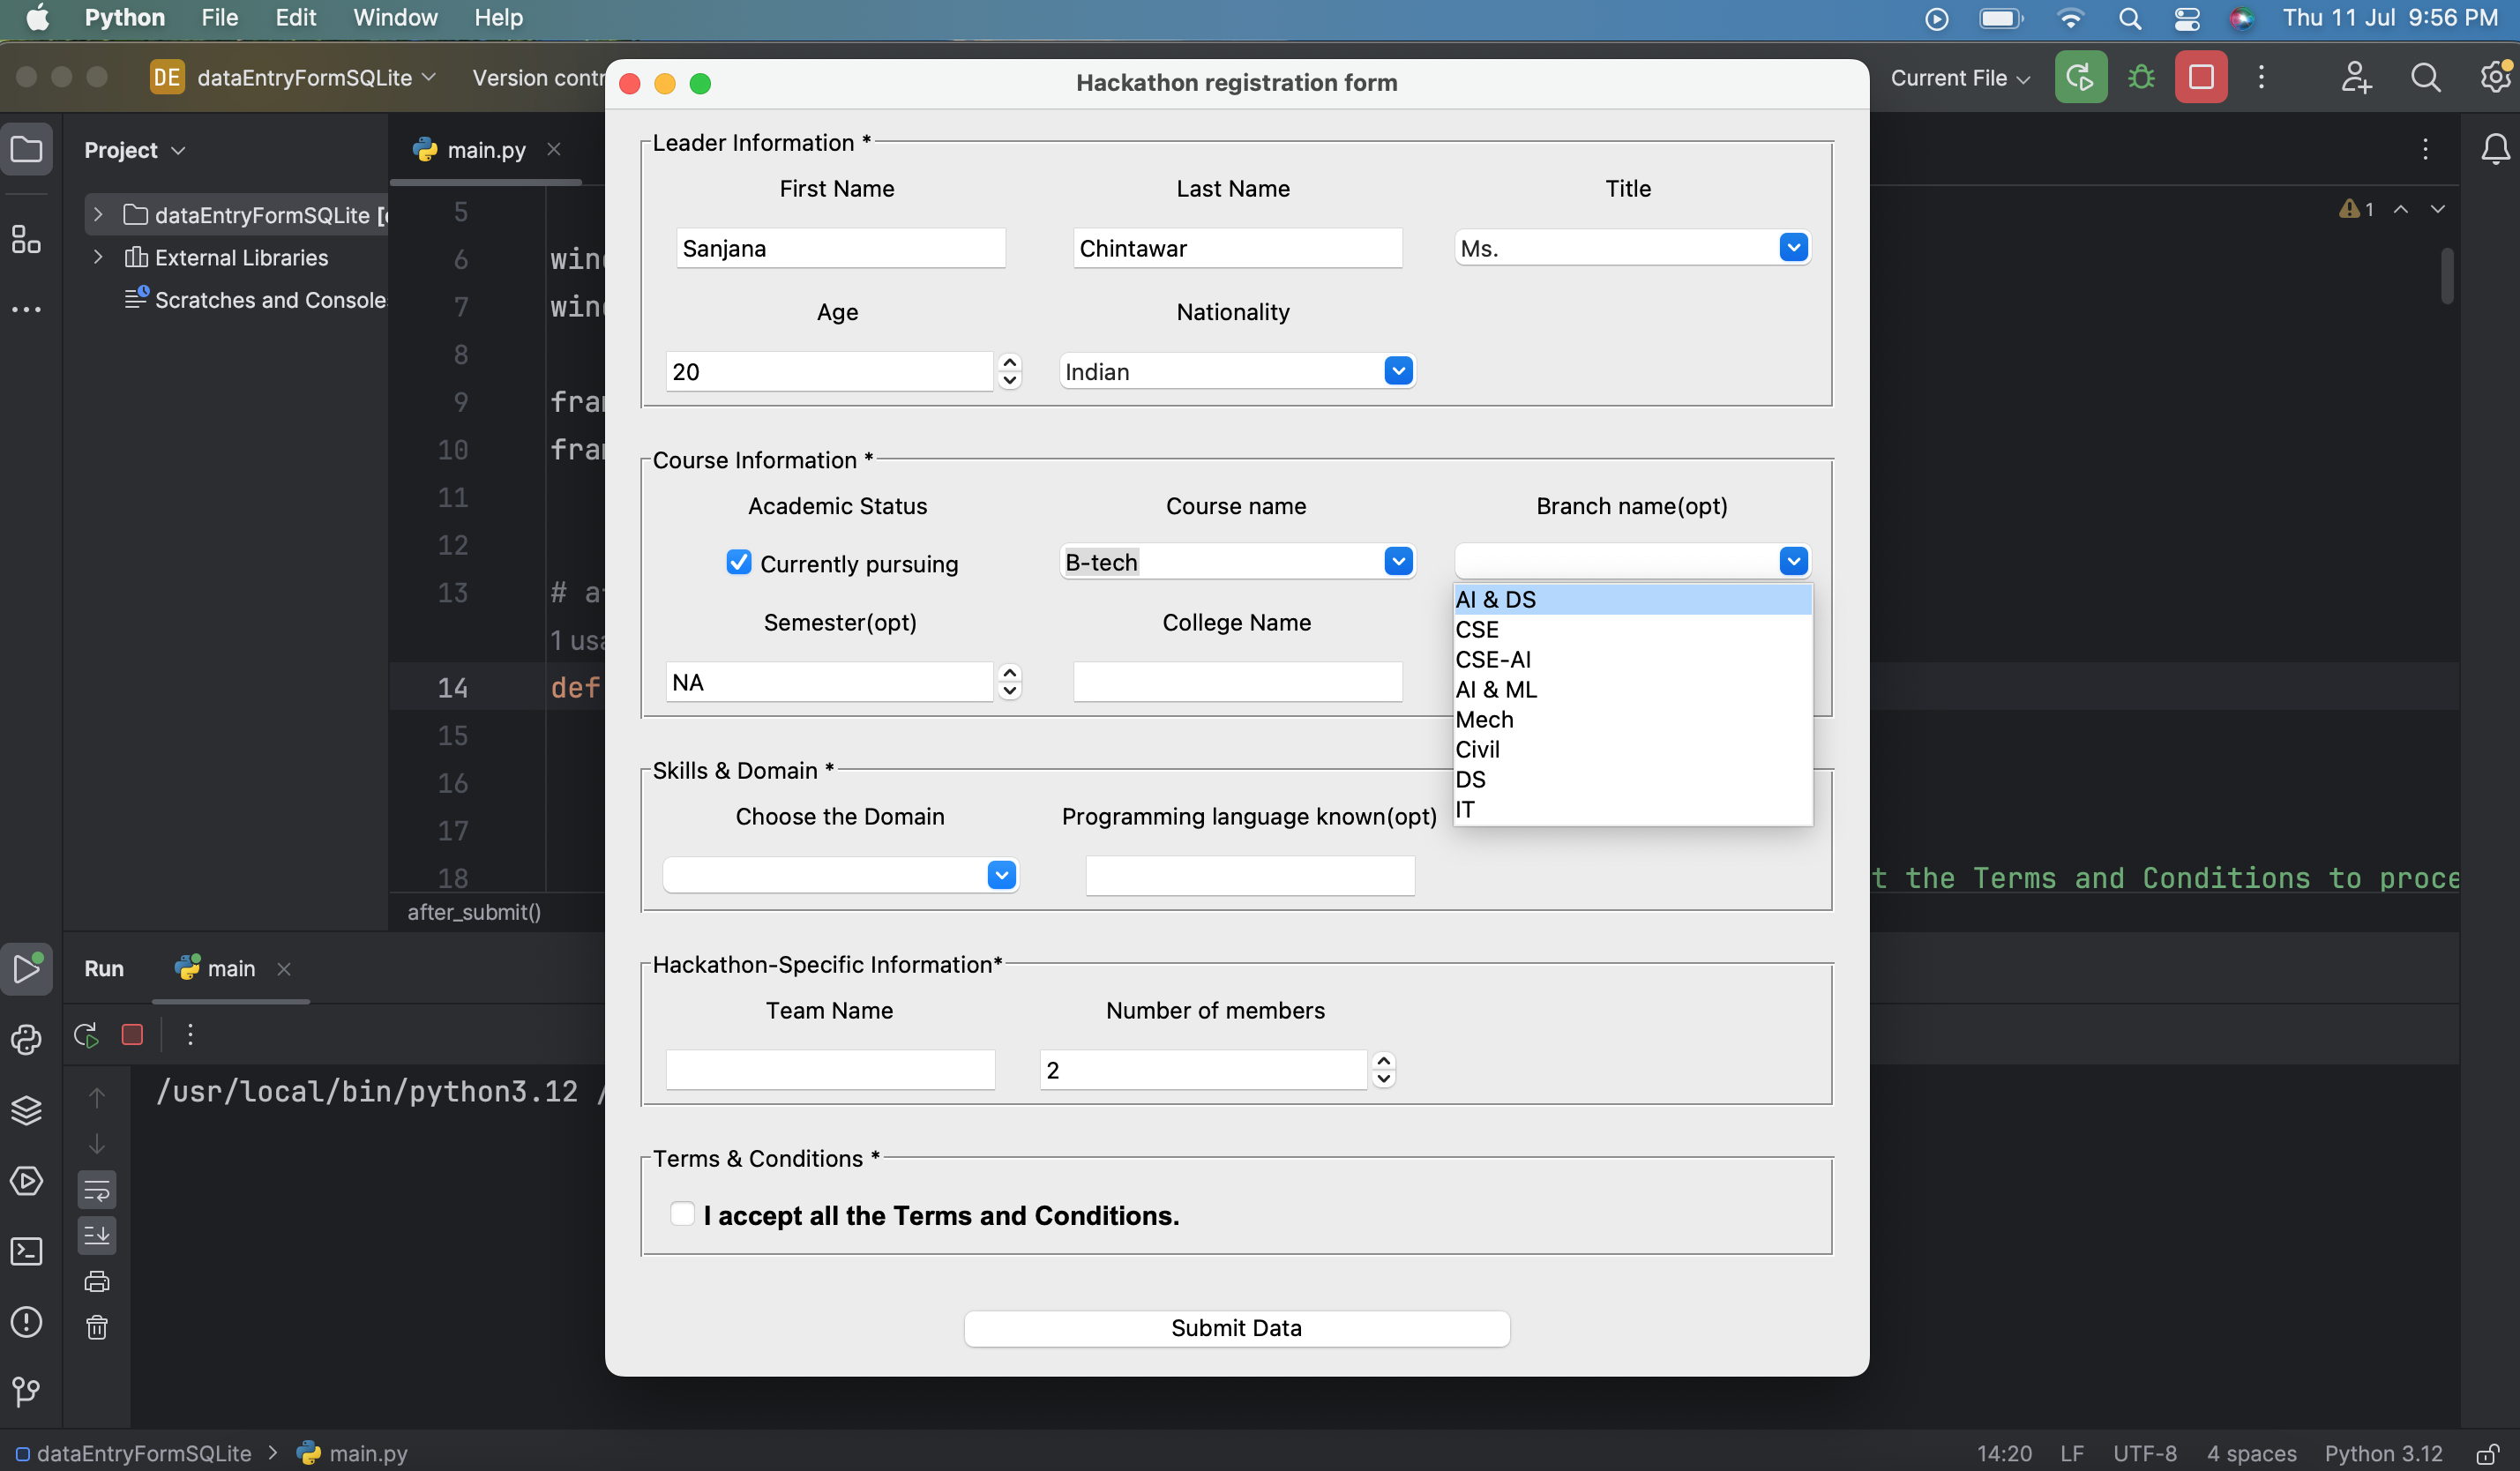 Python File Edit Window Help Thu 11 Jul 9:56 PM
DE dataEntryFormSQLite Version contr Current File
Hackathon registration form
Project
main.py
dataEntryFormSQLite [
External Libraries
Scratches and Console
1
5
6 wind
7 wind
8
9 fra
10 fra
11
12
13 # a
1 usa
14 def
15
16
17
18
t the Terms and Conditions to proce
after_submit()
Leader Information *
First Name Last Name Title
Sanjana Chintawar Ms.
Age Nationality
20 Indian
Course Information *
Academic Status Course name Branch name(opt)
Currently pursuing B-tech
AI & DS
CSE
CSE-AI
AI & ML
Mech
Civil
DS
IT
Semester(opt) College Name
NA
Skills & Domain *
Choose the Domain Programming language known(opt)
Hackathon-Specific Information*
Team Name Number of members
2
Terms & Conditions *
I accept all the Terms and Conditions.
Submit Data
Run main
/usr/local/bin/python3.12 /
dataEntryFormSQLite > main.py 14:20 LF UTF-8 4 spaces Python 3.12